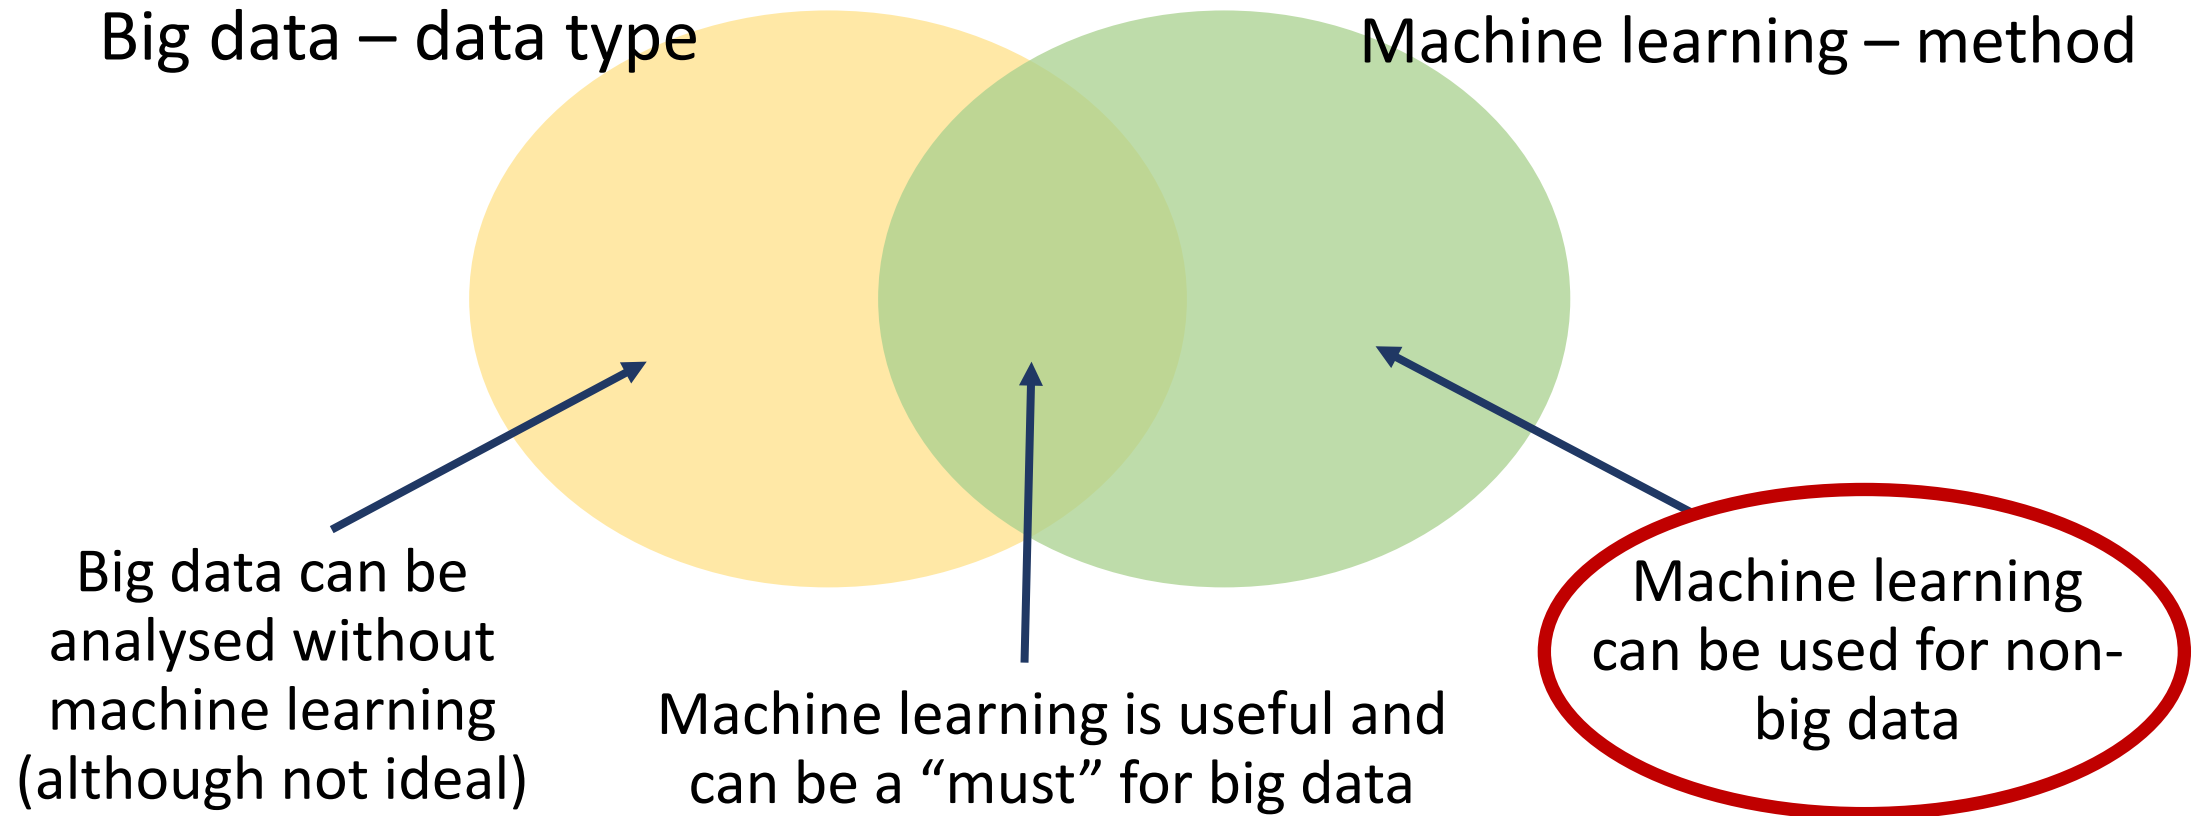 Big data – data type
Machine learning – method
Big data can be
analysed without
machine learning
(although not ideal)
Machine learning is useful and
can be a “must” for big data
Machine learning
can be used for non-
big data